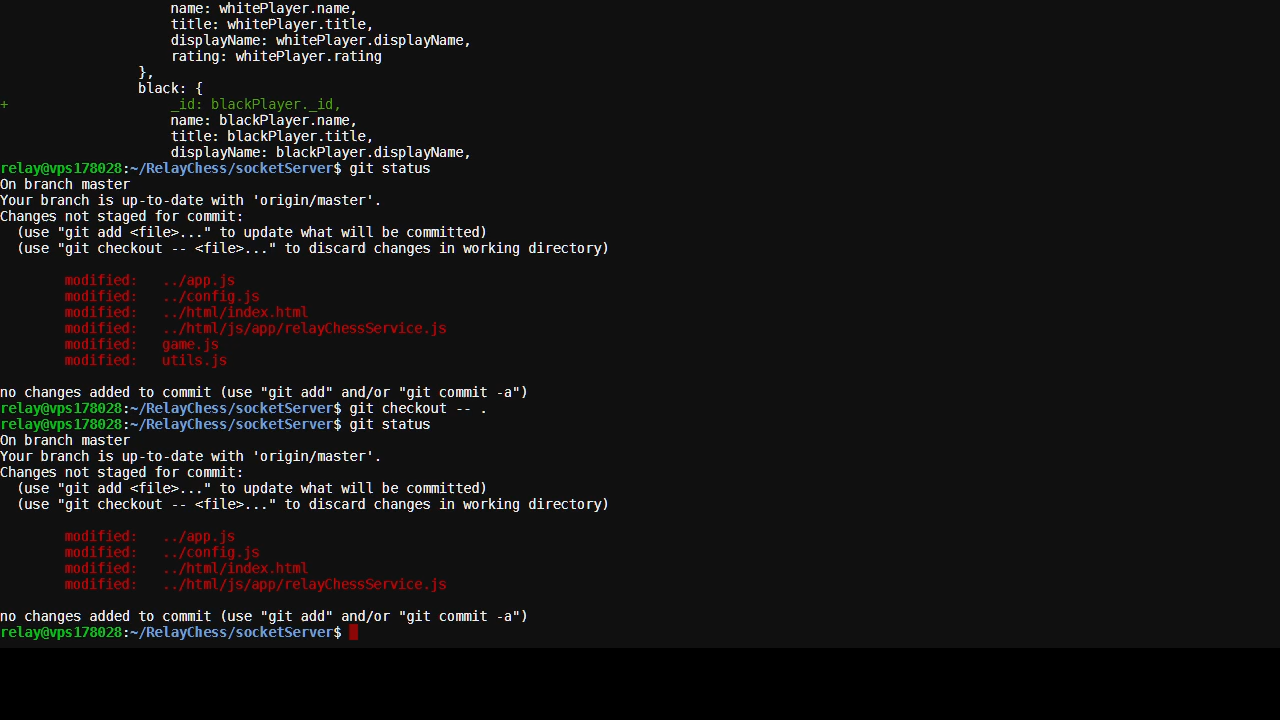 name: whitePlayer.name,
title: whitePlayer.title,
displayName: whitePlayer.displayName,
rating: whitePlayer.rating
},
black: {
+ _id: blackPlayer._id,
name: blackPlayer.name,
title: blackPlayer.title,
displayName: blackPlayer.displayName,
relay@vps178028:~/RelayChess/socketServer$ git status
On branch master
Your branch is up-to-date with 'origin/master'.
Changes not staged for commit:
(use "git add <file>..." to update what will be committed)
(use "git checkout -- <file>..." to discard changes in working directory)
modified: ../app.js
modified: ../config.js
modified: ../html/index.html
modified: ../html/js/app/relayChessService.js
modified: game.js
modified: utils.js
no changes added to commit (use "git add" and/or "git commit -a")
relay@vps178028:~/RelayChess/socketServer$ git checkout -- .
relay@vps178028:~/RelayChess/socketServer$ git status
On branch master
Your branch is up-to-date with 'origin/master'.
Changes not staged for commit:
(use "git add <file>..." to update what will be committed)
(use "git checkout -- <file>..." to discard changes in working directory)
modified: ../app.js
modified: ../config.js
modified: ../html/index.html
modified: ../html/js/app/relayChessService.js
no changes added to commit (use "git add" and/or "git commit -a")
relay@vps178028:~/RelayChess/socketServer$